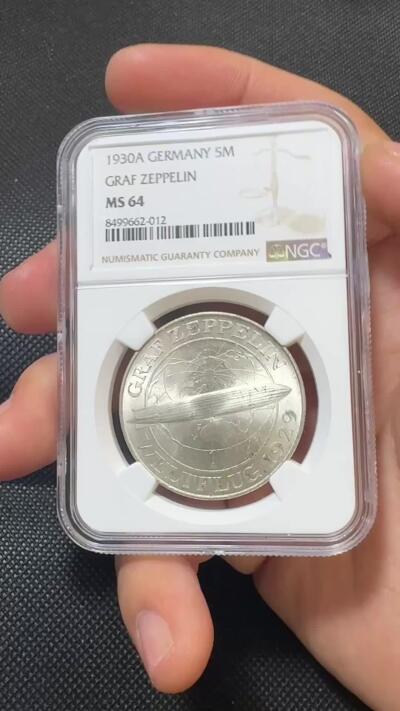 1930A GERMANY 5M
GRAF ZEPPELIN
MS 64
8499662-012
NUMISMATIC GUARANTY COMPANY
NGC®
GRAF ZEPPELIN
WELTFLUG 1929